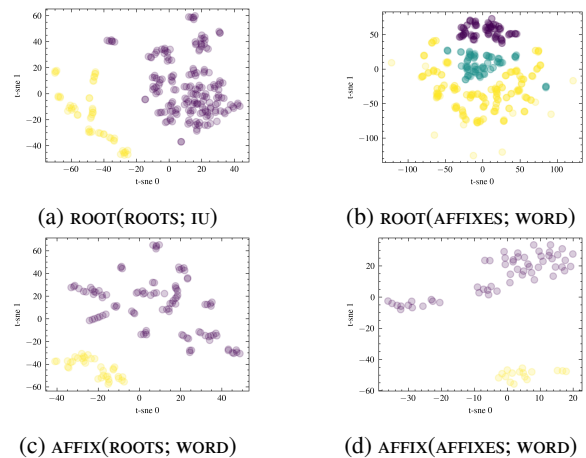 60
40
20
0
−20
−40
t-sne 1
−60 −40 −20 0 20 40
t-sne 0
(a) ROOT(ROOTS; IU)
50
0
−50
−100
t-sne 1
−100 −50 0 50 100
t-sne 0
(b) ROOT(AFFIXES; WORD)
60
40
20
0
−20
−40
−60
t-sne 1
−40 −20 0 20 40
t-sne 0
(c) AFFIX(ROOTS; WORD)
20
0
−20
−40
−60
t-sne 1
−30 −20 −10 0 10 20
t-sne 0
(d) AFFIX(AFFIXES; WORD)